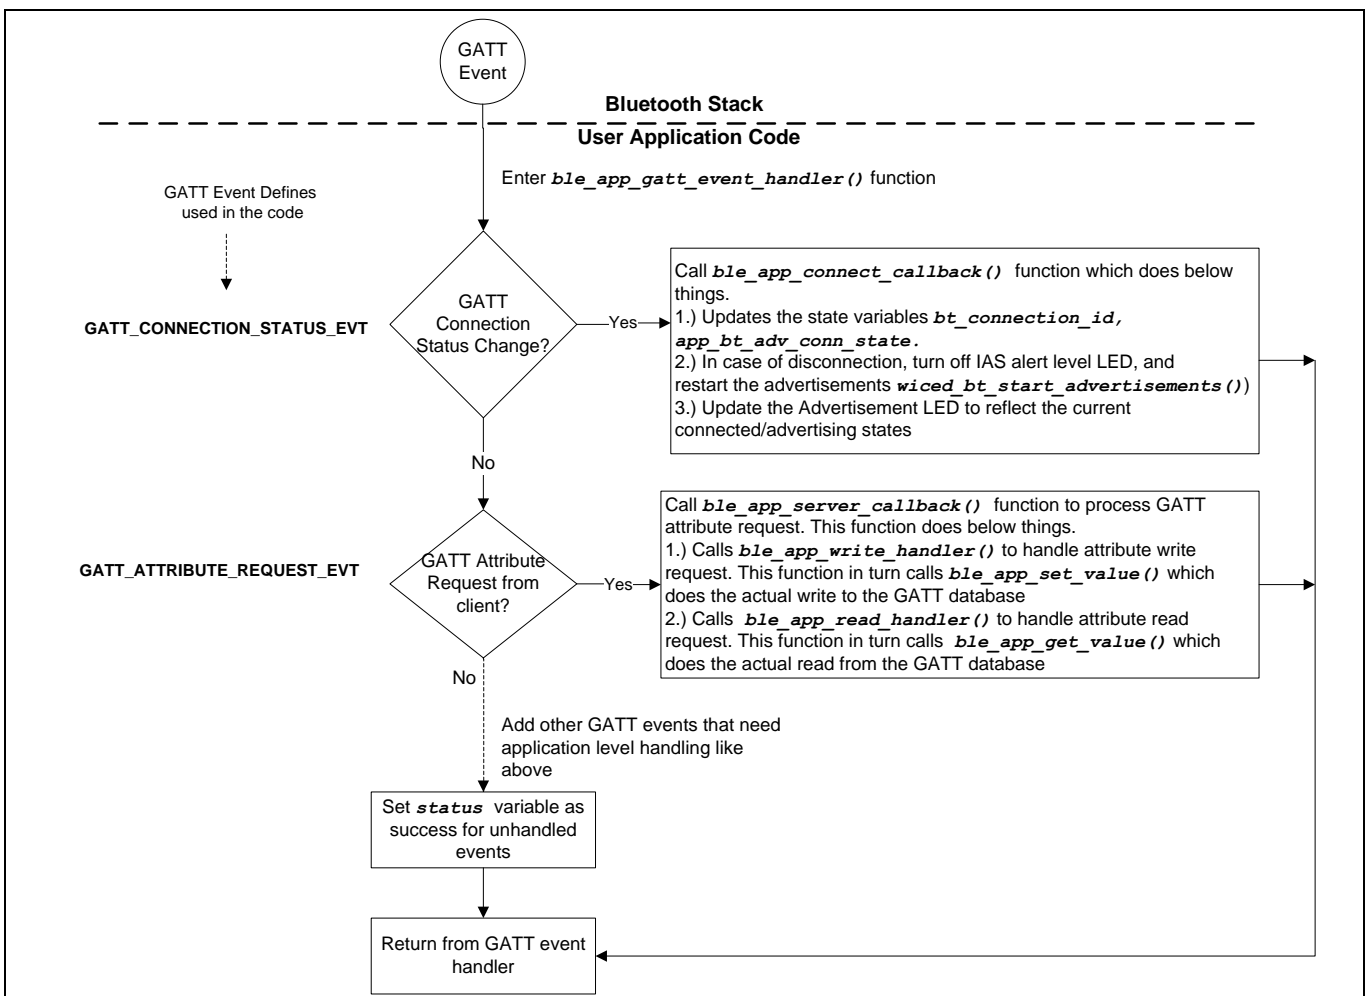 GATT
Event
Bluetooth Stack
User Application Code
Enter ble_app_gatt_event_handler() function
GATT Event Defines
used in the code
GATT_CONNECTION_STATUS_EVT
GATT
Connection
Status Change?
Yes
Call ble_app_connect_callback() function which does below
things.
1.) Updates the state variables bt_connection_id,
app_bt_adv_conn_state.
2.) In case of disconnection, turn off IAS alert level LED, and
restart the advertisements wiced_bt_start_advertisements())
3.) Update the Advertisement LED to reflect the current
connected/advertising states
No
GATT_ATTRIBUTE_REQUEST_EVT
GATT Attribute
Request from
client?
Yes
Call ble_app_server_callback() function to process GATT
attribute request. This function does below things.
1.) Calls ble_app_write_handler() to handle attribute write
request. This function in turn calls ble_app_set_value() which
does the actual write to the GATT database
2.) Calls ble_app_read_handler() to handle attribute read
request. This function in turn calls ble_app_get_value() which
does the actual read from the GATT database
No
Add other GATT events that need
application level handling like
above
Set status variable as
success for unhandled
events
Return from GATT event
handler